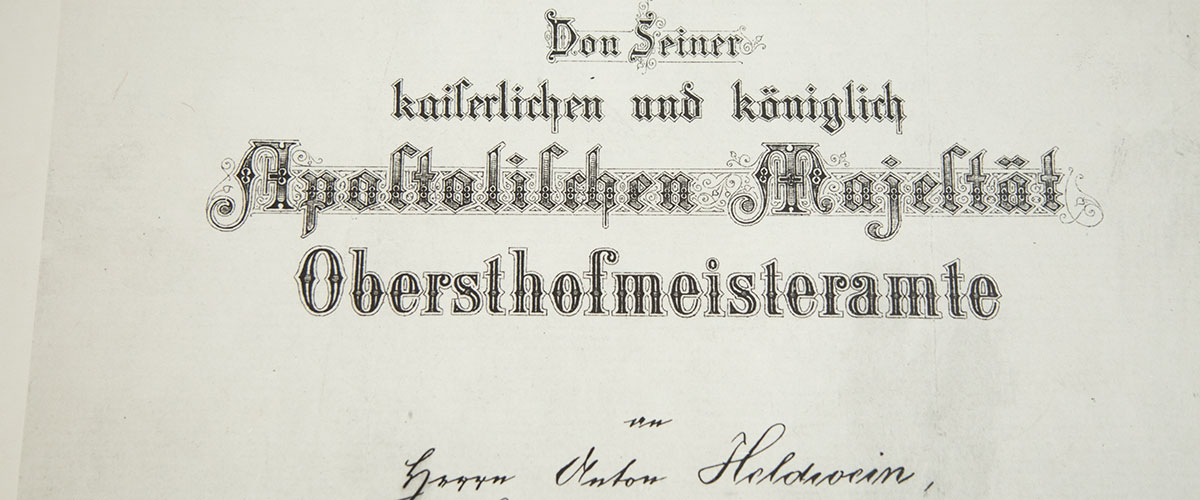 Von Seiner
kaiserlichen und königlich
Apostolischen Majestät
Obersthofmeisteramte
an
Herrn Anton Heldwein,